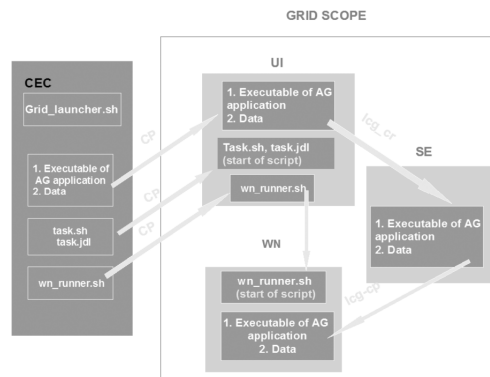 GRID SCOPE
CEC
Grid_launcher.sh
1. Executable of
AG application
2. Data
task.sh
task.jdl
wn_runner.sh
CP
CP
CP
UI
1. Executable of AG
application
2. Data
Task.sh, task.jdl
(start of script)
wn_runner.sh
lcg_cr
SE
1. Executable of AG
application
2. Data
lcg-cp
WN
wn_runner.sh
(start of script)
1. Executable of AG
application
2. Data